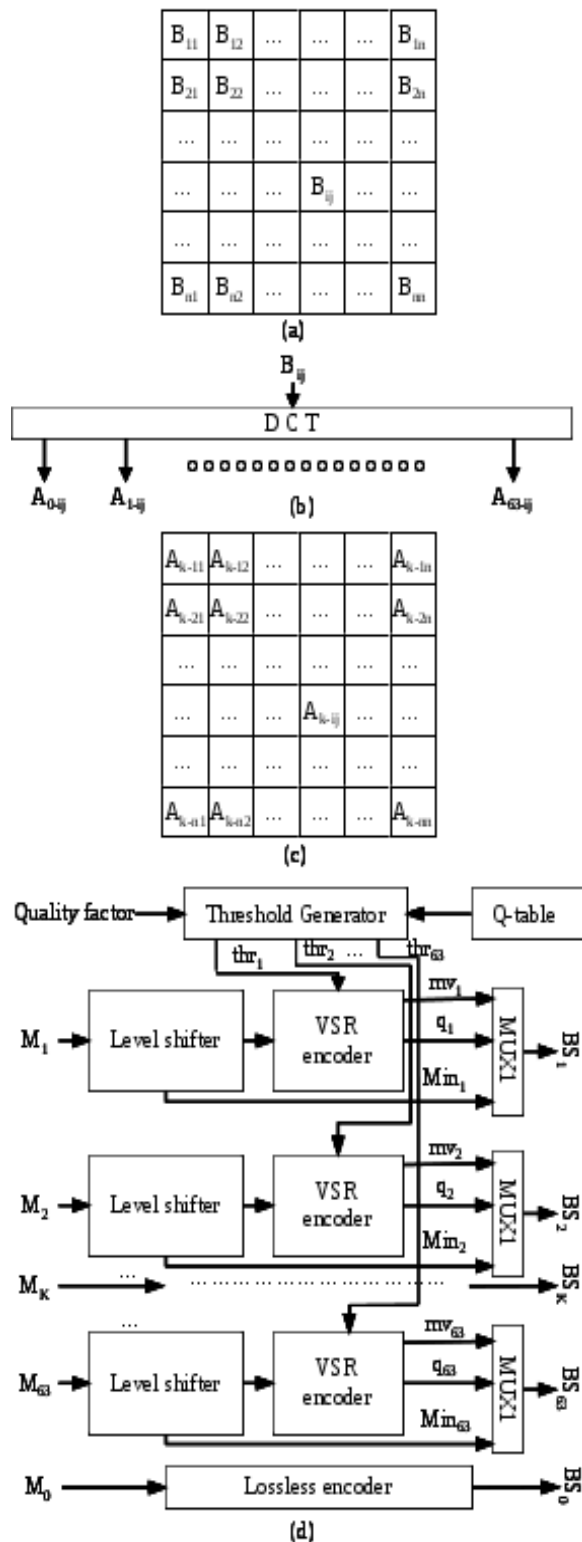 B₁₁ B₁₂ ... ... ... B₁ₙ
B₂₁ B₂₂ ... ... ... B₂ₙ
... ... ... ... ... ...
... ... ... Bᵢⱼ ... ...
... ... ... ... ... ...
Bₙ₁ Bₙ₂ ... ... ... Bₙₙ
(a)
Bᵢⱼ
D C T
A₀₋ᵢⱼ A₁₋ᵢⱼ A₆₃₋ᵢⱼ
(b)
Aₖ₋₁₁ Aₖ₋₁₂ ... ... ... Aₖ₋₁ₙ
Aₖ₋₂₁ Aₖ₋₂₂ ... ... ... Aₖ₋₂ₙ
... ... ... ... ... ...
... ... ... Aₖ₋ᵢⱼ ... ...
... ... ... ... ... ...
Aₖ₋ₙ₁ Aₖ₋ₙ₂ ... ... ... Aₖ₋ₙₙ
(c)
Quality factor Threshold Generator Q-table
thr₁ thr₂ ... thr₆₃
M₁ Level shifter VSR encoder mv₁ q₁ Min₁ MUX1 BS₁
M₂ Level shifter VSR encoder mv₂ q₂ Min₂ MUX1 BS₂
M_K ... ... BS_K
...
M₆₃ Level shifter VSR encoder mv₆₃ q₆₃ Min₆₃ MUX1 BS₆₃
M₀ Lossless encoder BS₀
(d)